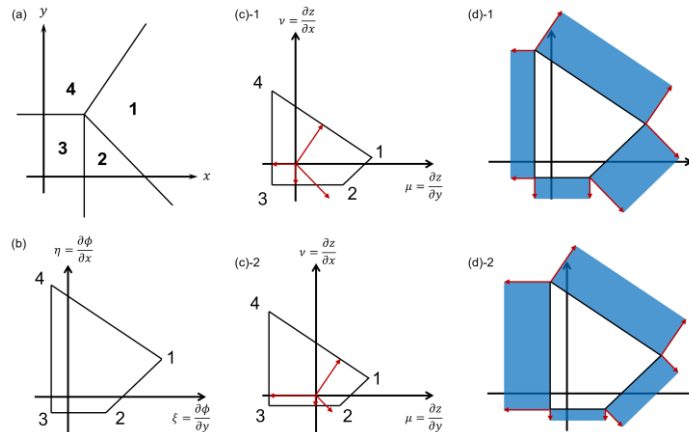 (a)
y
4
1
3
2
x
(c)-1
ν = ∂z/∂x
4
1
3
2
μ = ∂z/∂y
(d)-1
(b)
η = ∂ϕ/∂x
4
1
3
2
ξ = ∂ϕ/∂y
(c)-2
ν = ∂z/∂x
4
1
3
2
μ = ∂z/∂y
(d)-2